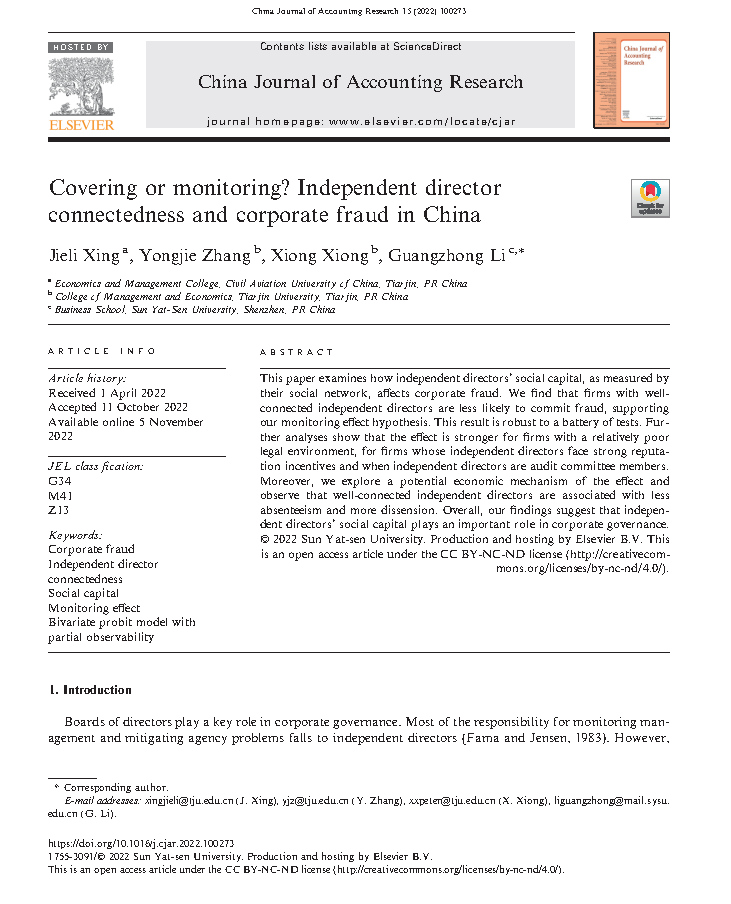 China Journal of Accounting Research 15 (2022) 100273
HOSTED BY
ELSEVIER
Contents lists available at ScienceDirect
China Journal of Accounting Research
journal homepage: www.elsevier.com/locate/cjar
China Journal of
Accounting
Research
Covering or monitoring? Independent director
connectedness and corporate fraud in China
Check for
updates
Jieli Xing a, Yongjie Zhang b, Xiong Xiong b, Guangzhong Li c,*
a Economics and Management College, Civil Aviation University of China, Tianjin, PR China
b College of Management and Economics, Tianjin University, Tianjin, PR China
c Business School, Sun Yat-Sen University, Shenzhen, PR China
ARTICLE INFO
Article history:
Received 1 April 2022
Accepted 11 October 2022
Available online 5 November
2022
JEL classification:
G34
M41
Z13
Keywords:
Corporate fraud
Independent director
connectedness
Social capital
Monitoring effect
Bivariate probit model with
partial observability
ABSTRACT
This paper examines how independent directors' social capital, as measured by
their social network, affects corporate fraud. We find that firms with well-
connected independent directors are less likely to commit fraud, supporting
our monitoring effect hypothesis. This result is robust to a battery of tests. Fur-
ther analyses show that the effect is stronger for firms with a relatively poor
legal environment, for firms whose independent directors face strong reputa-
tion incentives and when independent directors are audit committee members.
Moreover, we explore a potential economic mechanism of the effect and
observe that well-connected independent directors are associated with less
absenteeism and more dissension. Overall, our findings suggest that indepen-
dent directors' social capital plays an important role in corporate governance.
© 2022 Sun Yat-sen University. Production and hosting by Elsevier B.V. This
is an open access article under the CC BY-NC-ND license (http://creativecom-
mons.org/licenses/by-nc-nd/4.0/).
1. Introduction
Boards of directors play a key role in corporate governance. Most of the responsibility for monitoring man-
agement and mitigating agency problems falls to independent directors (Fama and Jensen, 1983). However,
* Corresponding author.
E-mail addresses: xingjieli@tju.edu.cn (J. Xing), yjz@tju.edu.cn (Y. Zhang), xxpeter@tju.edu.cn (X. Xiong), liguangzhong@mail.sysu.
edu.cn (G. Li).
https://doi.org/10.1016/j.cjar.2022.100273
1755-3091/© 2022 Sun Yat-sen University. Production and hosting by Elsevier B.V.
This is an open access article under the CC BY-NC-ND license (http://creativecommons.org/licenses/by-nc-nd/4.0/).